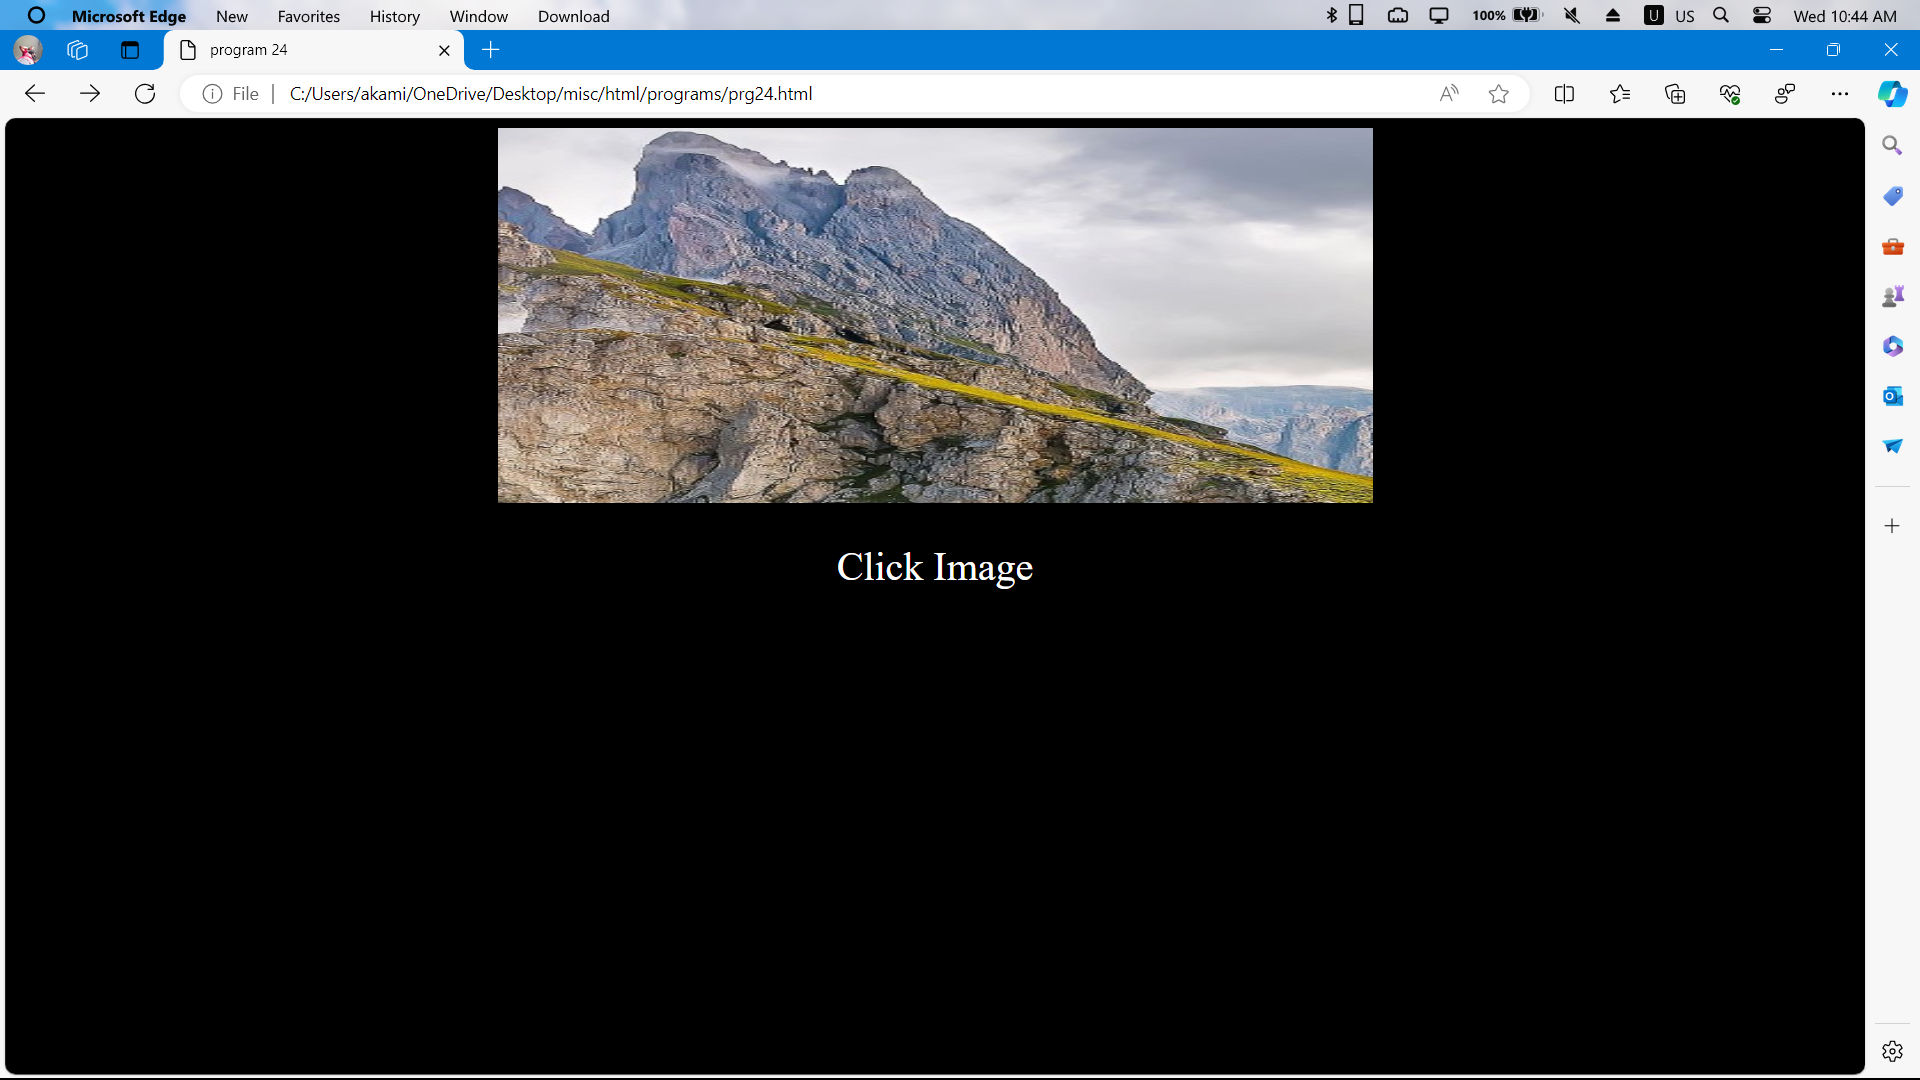 Microsoft Edge New Favorites History Window Download 100% U US Wed 10:44 AM
program 24
File C:/Users/akami/OneDrive/Desktop/misc/html/programs/prg24.html
Click Image